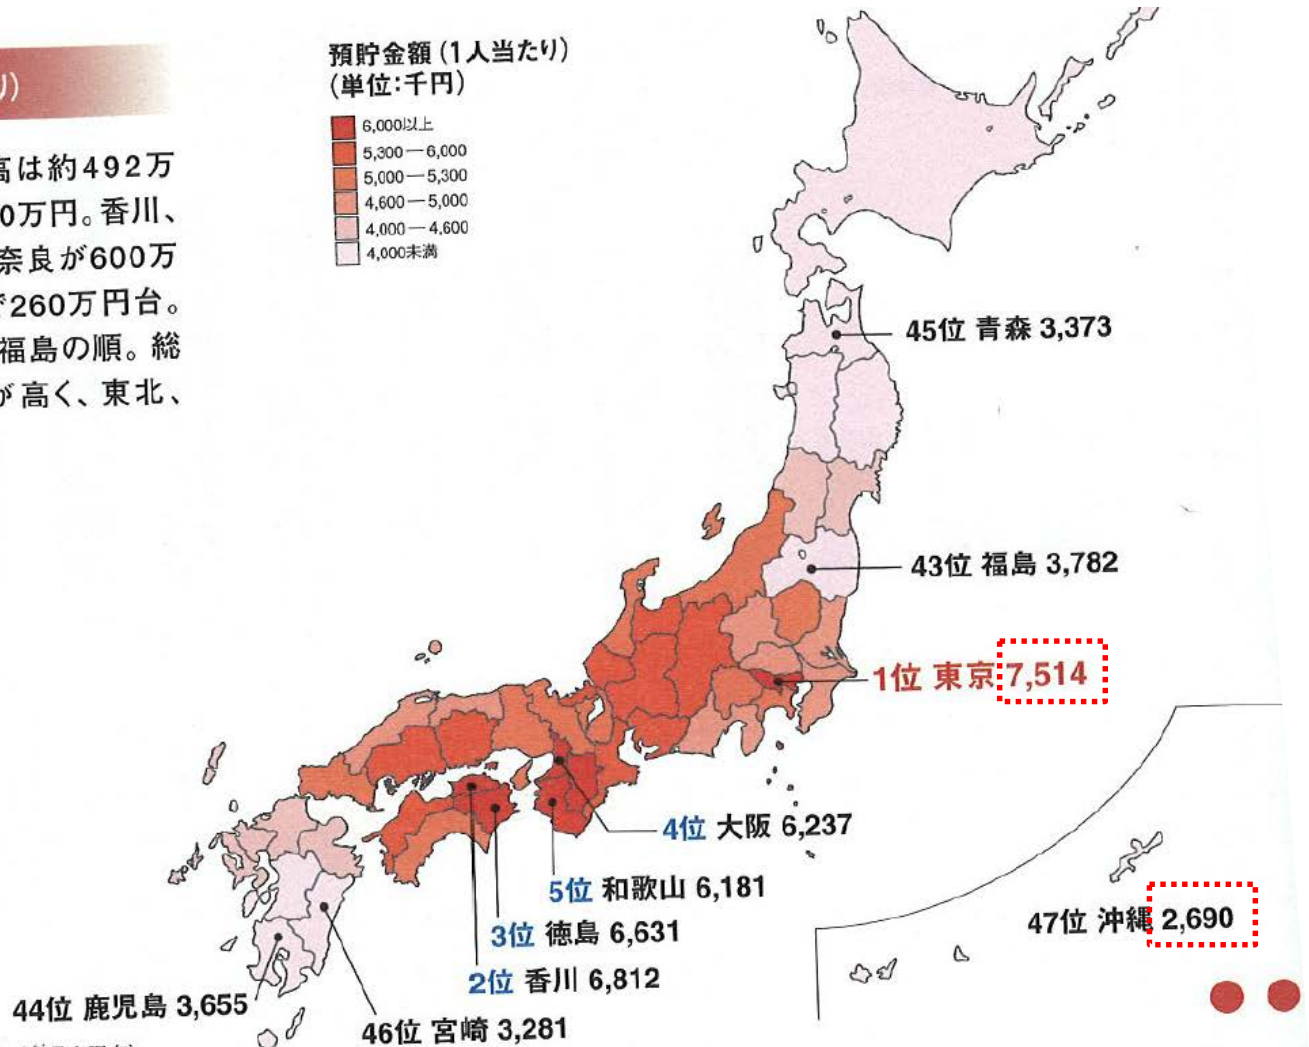 り)
高は約492万
0万円。香川、
奈良が600万
で260万円台。
福島の順。総
が高く、東北、
預貯金額(1人当たり)
(単位:千円)
6,000以上
5,300—6,000
5,000—5,300
4,600—5,000
4,000—4,600
4,000未満
45位 青森 3,373
43位 福島 3,782
1位 東京 7,514
4位 大阪 6,237
5位 和歌山 6,181
3位 徳島 6,631
2位 香川 6,812
47位 沖縄 2,690
44位 鹿児島 3,655
46位 宮崎 3,281